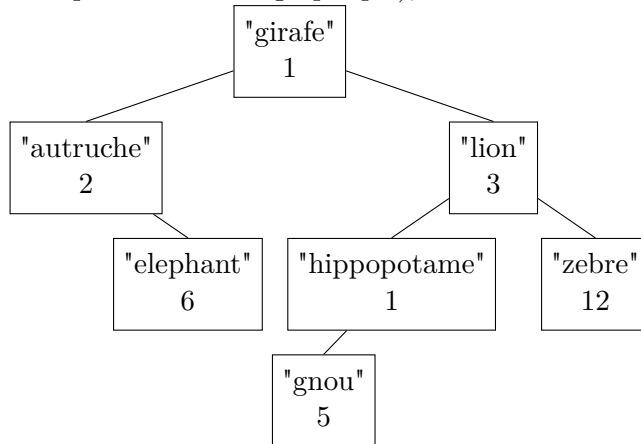 "girafe"
1
"autruche"
2
"lion"
3
"elephant"
6
"hippopotame"
1
"zebre"
12
"gnou"
5